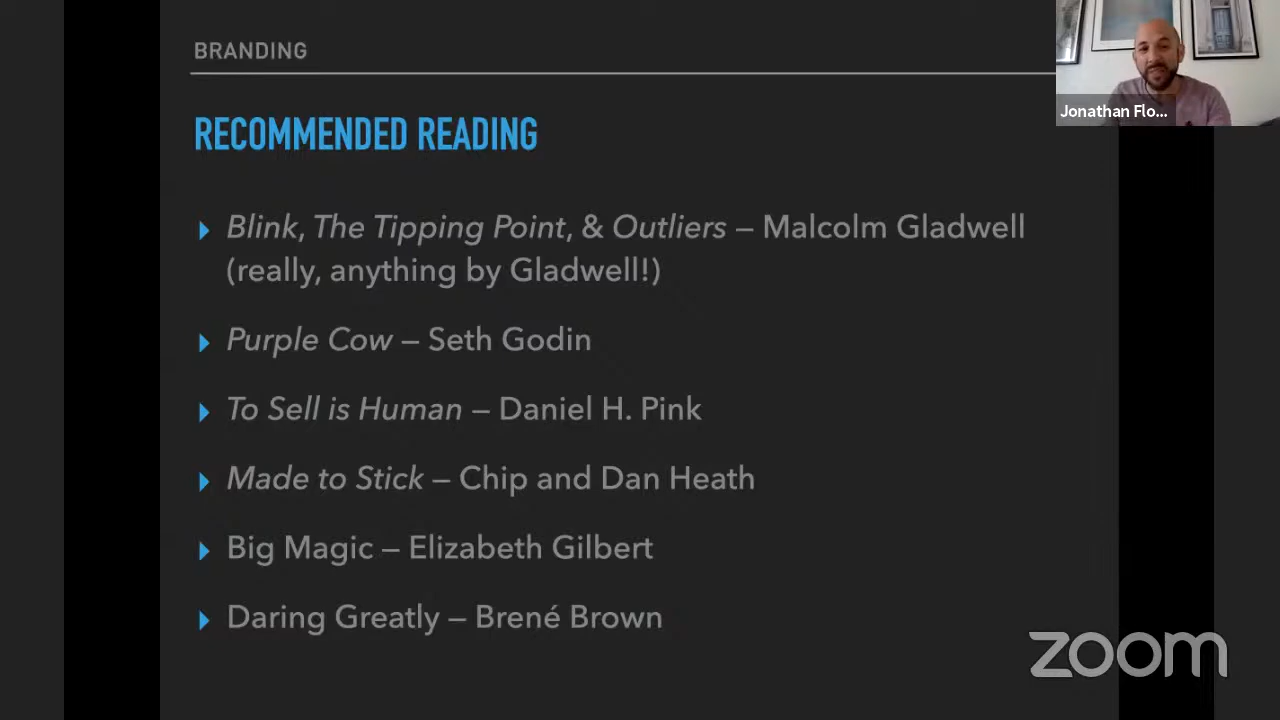 BRANDING
Jonathan Flo...
RECOMMENDED READING
Blink, The Tipping Point, & Outliers – Malcolm Gladwell
(really, anything by Gladwell!)
Purple Cow – Seth Godin
To Sell is Human – Daniel H. Pink
Made to Stick – Chip and Dan Heath
Big Magic – Elizabeth Gilbert
Daring Greatly – Brené Brown
zoom